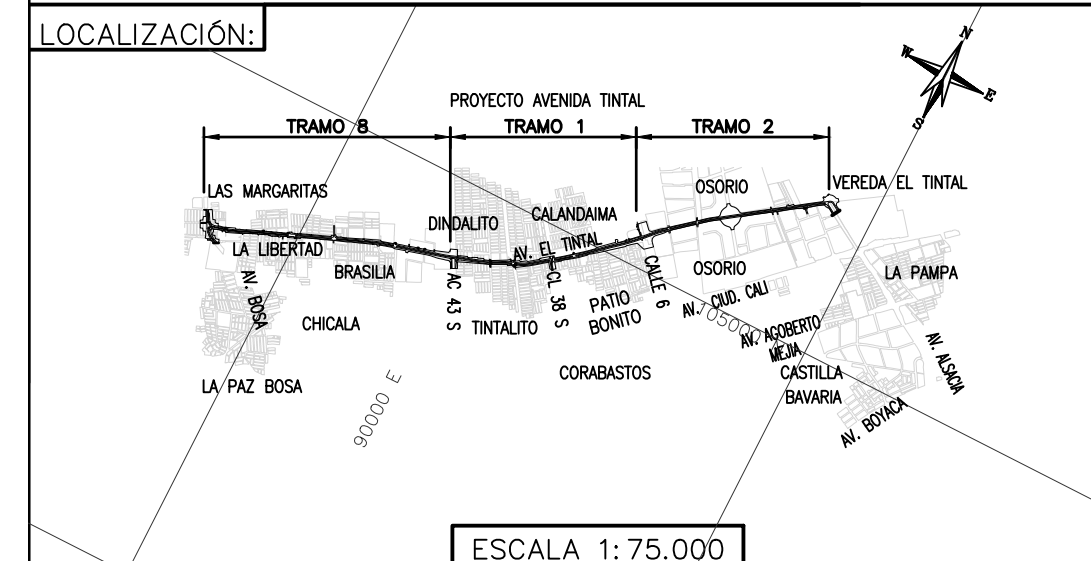 LOCALIZACIÓN:
N
W
E
S
PROYECTO AVENIDA TINTAL
TRAMO 8
TRAMO 1
TRAMO 2
LAS MARGARITAS
DINDALITO
CALANDAIMA
OSORIO
VEREDA EL TINTAL
LA LIBERTAD
AV. EL TINTAL
BRASILIA
AC 43 S
CL 38 S
CALLE 6
OSORIO
LA PAMPA
AV. BOSA
CHICALA
TINTALITO
PATIO
BONITO
AV. CIUD. CALI
105000
AV. AGOBERTO
MEJIA
AV. ALSACIA
LA PAZ BOSA
90000 E
CORABASTOS
CASTILLA
BAVARIA
AV. BOYACA
ESCALA 1:75.000